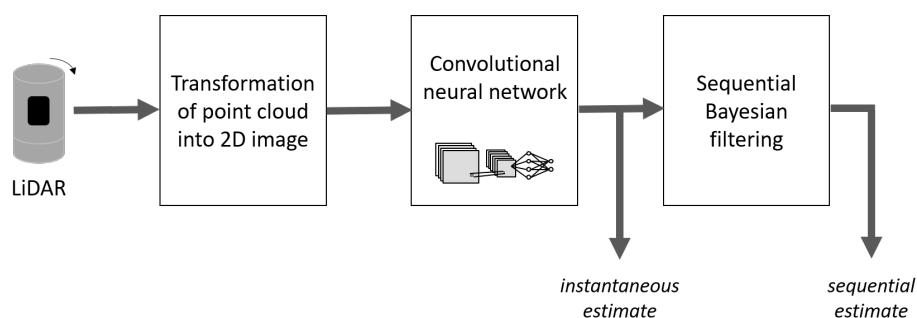 LiDAR
Transformation
of point cloud
into 2D image
Convolutional
neural network
Sequential
Bayesian
filtering
instantaneous
estimate
sequential
estimate